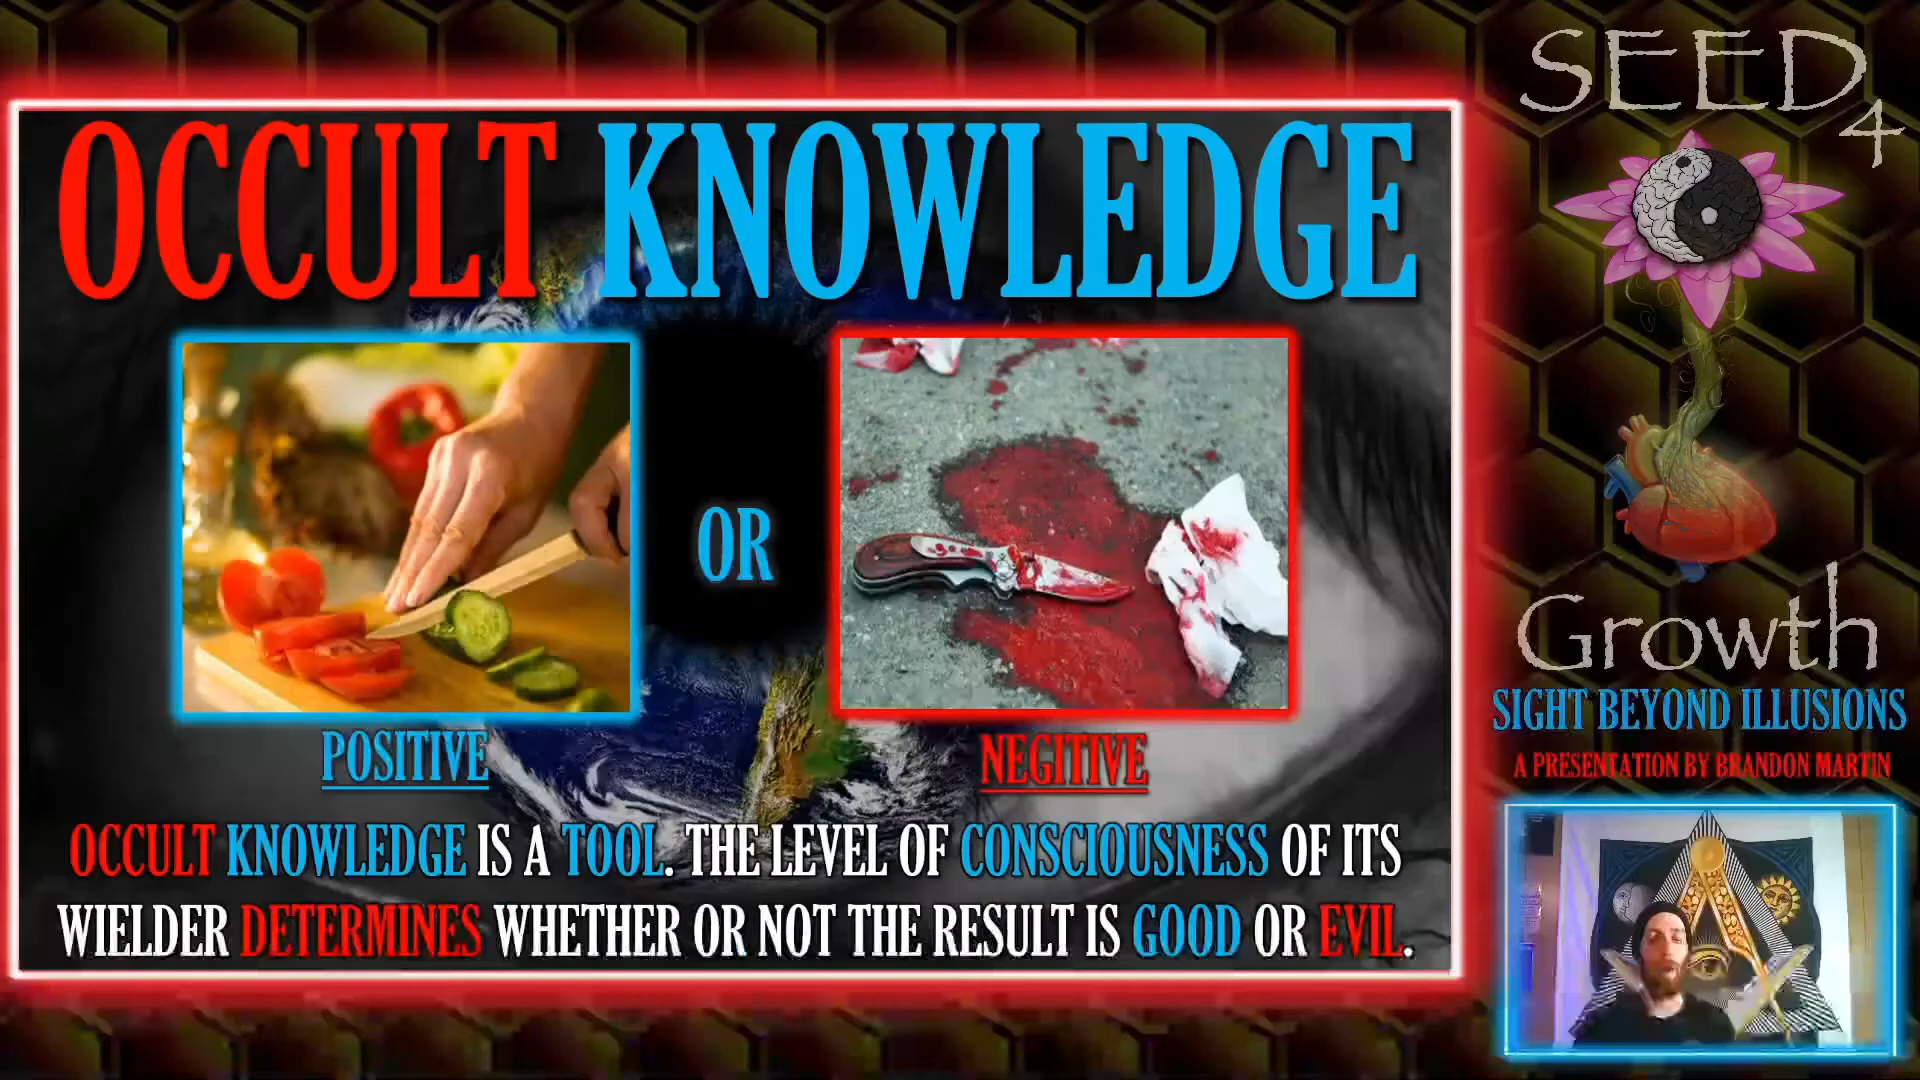 OCCULT KNOWLEDGE
OR
POSITIVE
NEGITIVE
OCCULT KNOWLEDGE IS A TOOL. THE LEVEL OF CONSCIOUSNESS OF ITS
WIELDER DETERMINES WHETHER OR NOT THE RESULT IS GOOD OR EVIL.
SEED
4
Growth
SIGHT BEYOND ILLUSIONS
A PRESENTATION BY BRANDON MARTIN